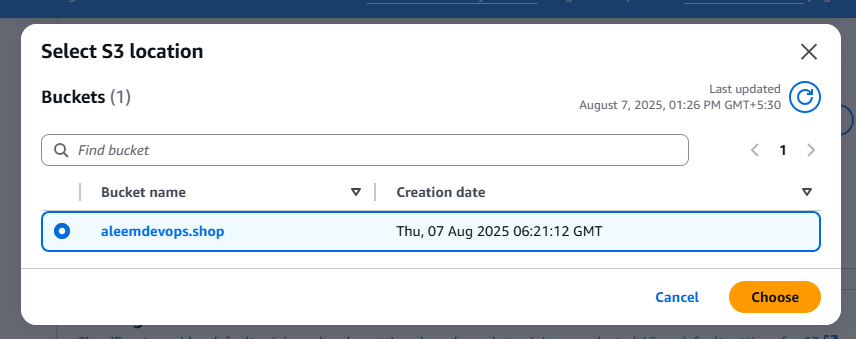 Select S3 location
Buckets (1)
Last updated
August 7, 2025, 01:26 PM GMT+5:30
Find bucket
1
Bucket name Creation date
aleemdevops.shop Thu, 07 Aug 2025 06:21:12 GMT
Cancel Choose